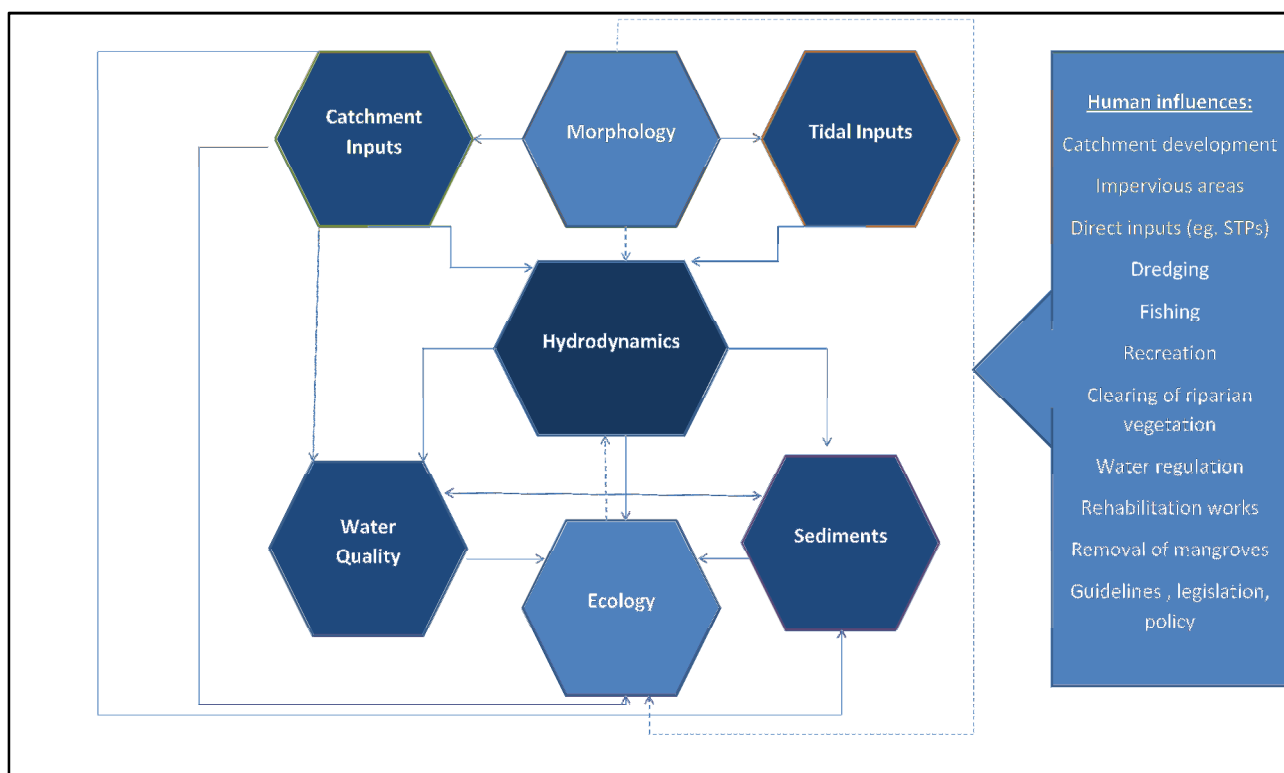 Catchment
Inputs
Morphology
Tidal Inputs
Hydrodynamics
Water
Quality
Ecology
Sediments
Human influences:
Catchment development
Impervious areas
Direct inputs (eg. STPs)
Dredging
Fishing
Recreation
Clearing of riparian
vegetation
Water regulation
Rehabilitation works
Removal of mangroves
Guidelines , legislation,
policy